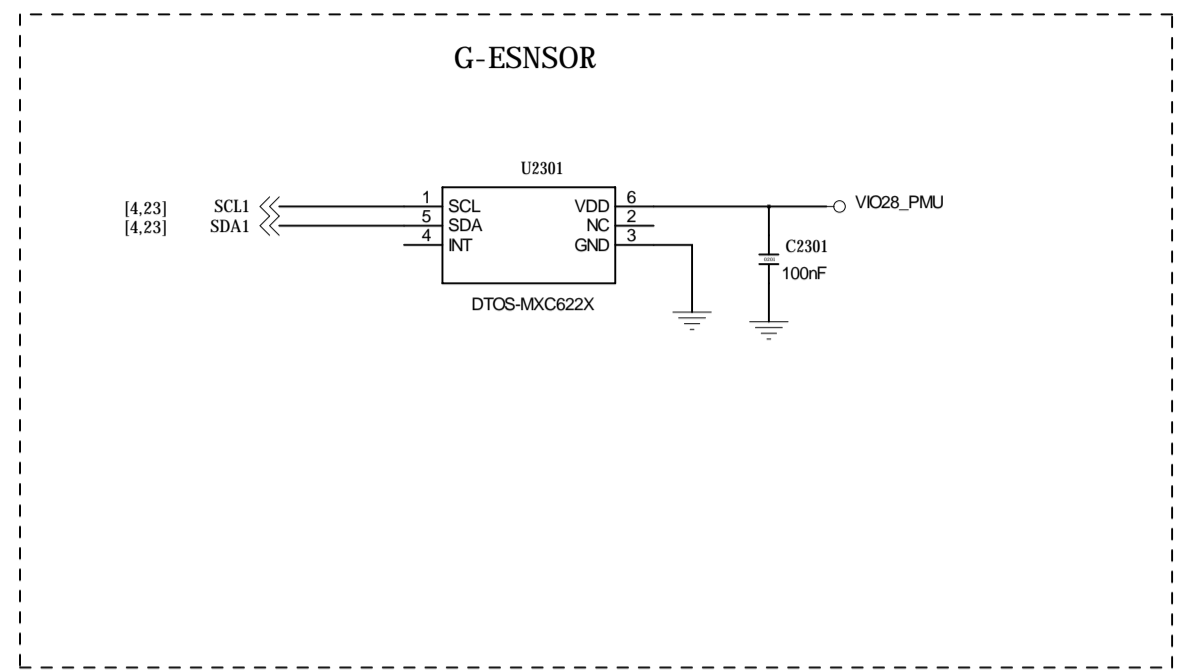 G-ESNSOR
U2301
[4,23] SCL1 1 SCL VDD 6 VIO28_PMU
[4,23] SDA1 5 SDA NC 2
4 INT GND 3
C2301
100nF
DTOS-MXC622X